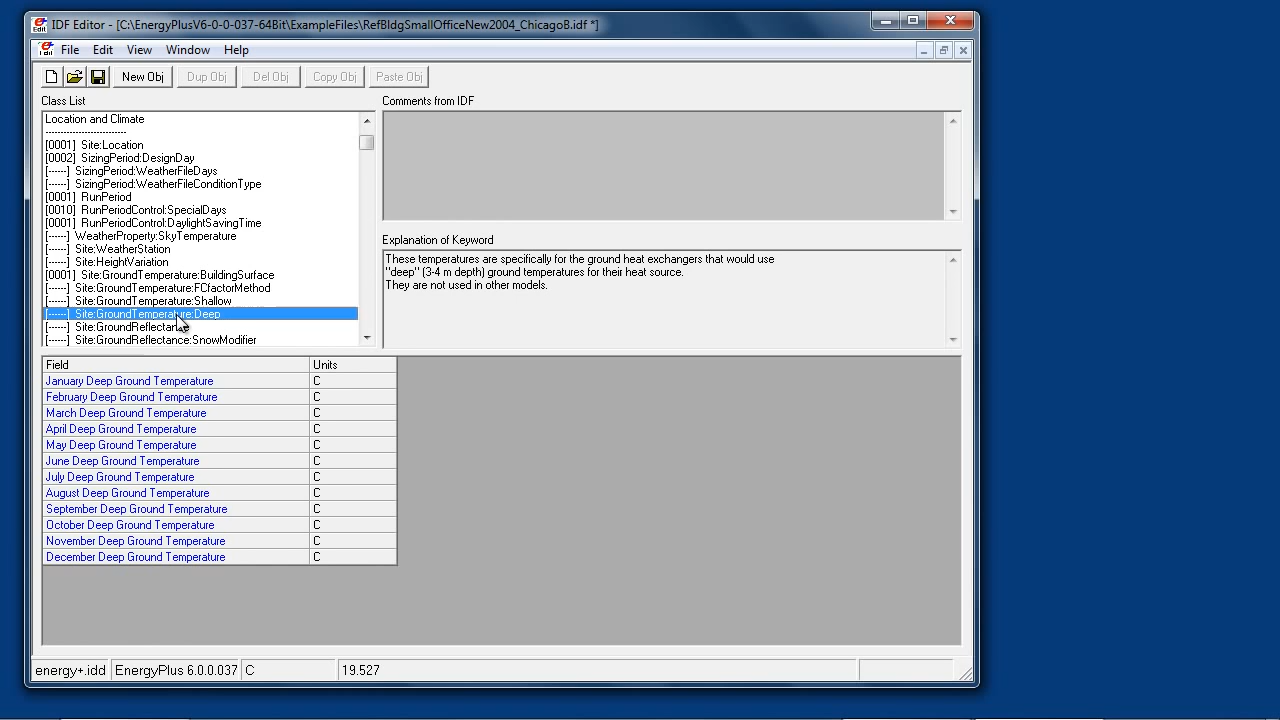 IDF Editor - [C:\EnergyPlusV6-0-0-037-64Bit\ExampleFiles\RefBldgSmallOfficeNew2004_ChicagoB.idf *]
File Edit View Window Help
New Obj Dup Obj Del Obj Copy Obj Paste Obj
Class List
Comments from IDF
Location and Climate
--------------------------
[0001] Site:Location
[0002] SizingPeriod:DesignDay
[------] SizingPeriod:WeatherFileDays
[------] SizingPeriod:WeatherFileConditionType
[0001] RunPeriod
[0010] RunPeriodControl:SpecialDays
[0001] RunPeriodControl:DaylightSavingTime
[------] WeatherProperty:SkyTemperature
[------] Site:WeatherStation
[------] Site:HeightVariation
[0001] Site:GroundTemperature:BuildingSurface
[------] Site:GroundTemperature:FCfactorMethod
[------] Site:GroundTemperature:Shallow
[------] Site:GroundTemperature:Deep
[------] Site:GroundReflectance
[------] Site:GroundReflectance:SnowModifier
Explanation of Keyword
These temperatures are specifically for the ground heat exchangers that would use
"deep" (3-4 m depth) ground temperatures for their heat source.
They are not used in other models.
Field Units
January Deep Ground Temperature C
February Deep Ground Temperature C
March Deep Ground Temperature C
April Deep Ground Temperature C
May Deep Ground Temperature C
June Deep Ground Temperature C
July Deep Ground Temperature C
August Deep Ground Temperature C
September Deep Ground Temperature C
October Deep Ground Temperature C
November Deep Ground Temperature C
December Deep Ground Temperature C
energy+.idd EnergyPlus 6.0.0.037 C 19.527